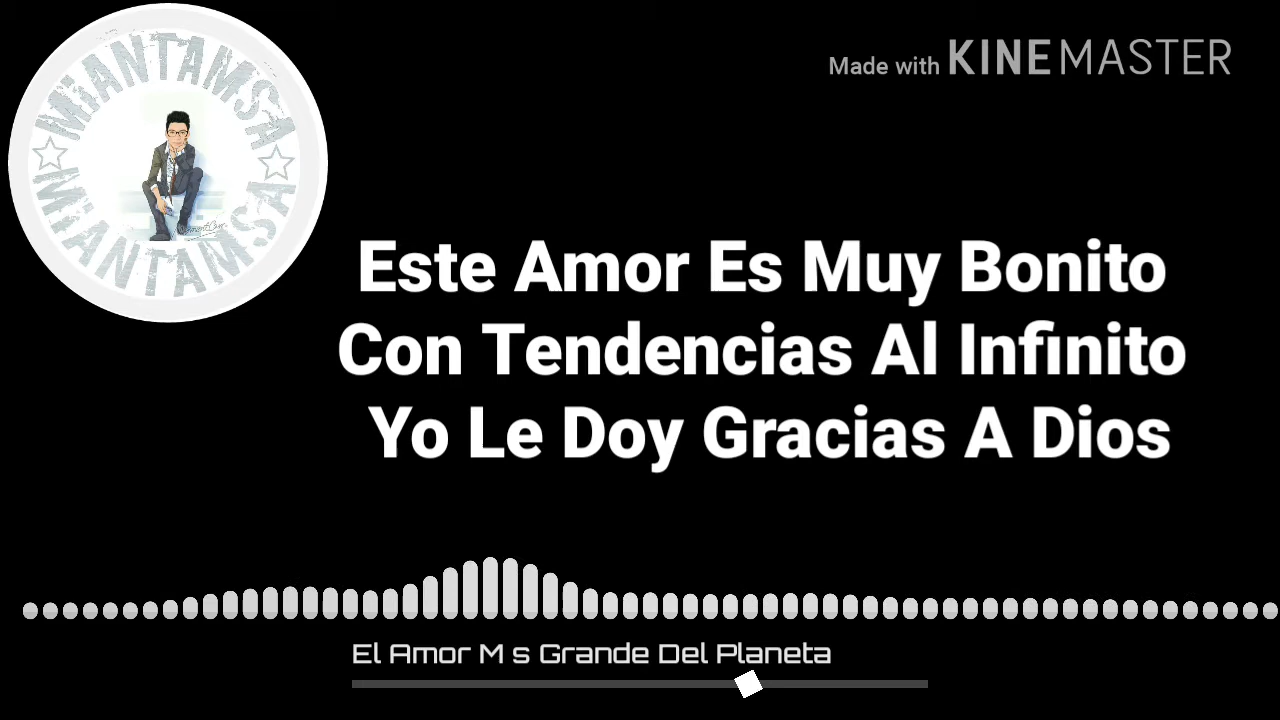 MiANTAMSA
MiANTAMSA
Made with KINEMASTER
Este Amor Es Muy Bonito
Con Tendencias Al Infinito
Yo Le Doy Gracias A Dios
El Amor M s Grande Del Planeta